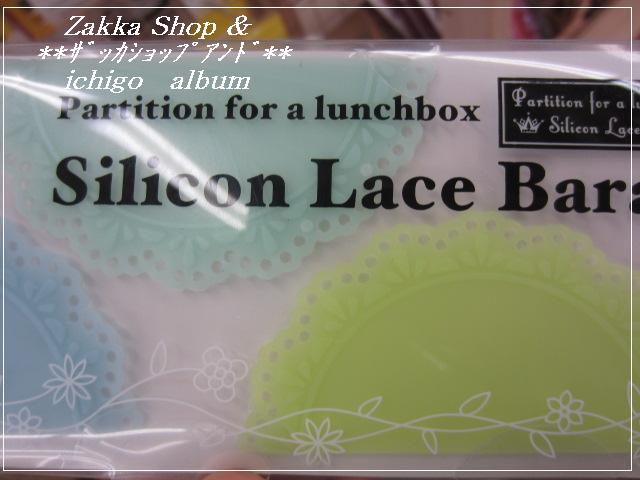 Zakka Shop &
**ｻﾞｯｶｼｮｯﾌﾟｱﾝﾄﾞ**
ichigo album
Partition for a lunchbox
Partition for a
Silicon Lace
Silicon Lace Bara